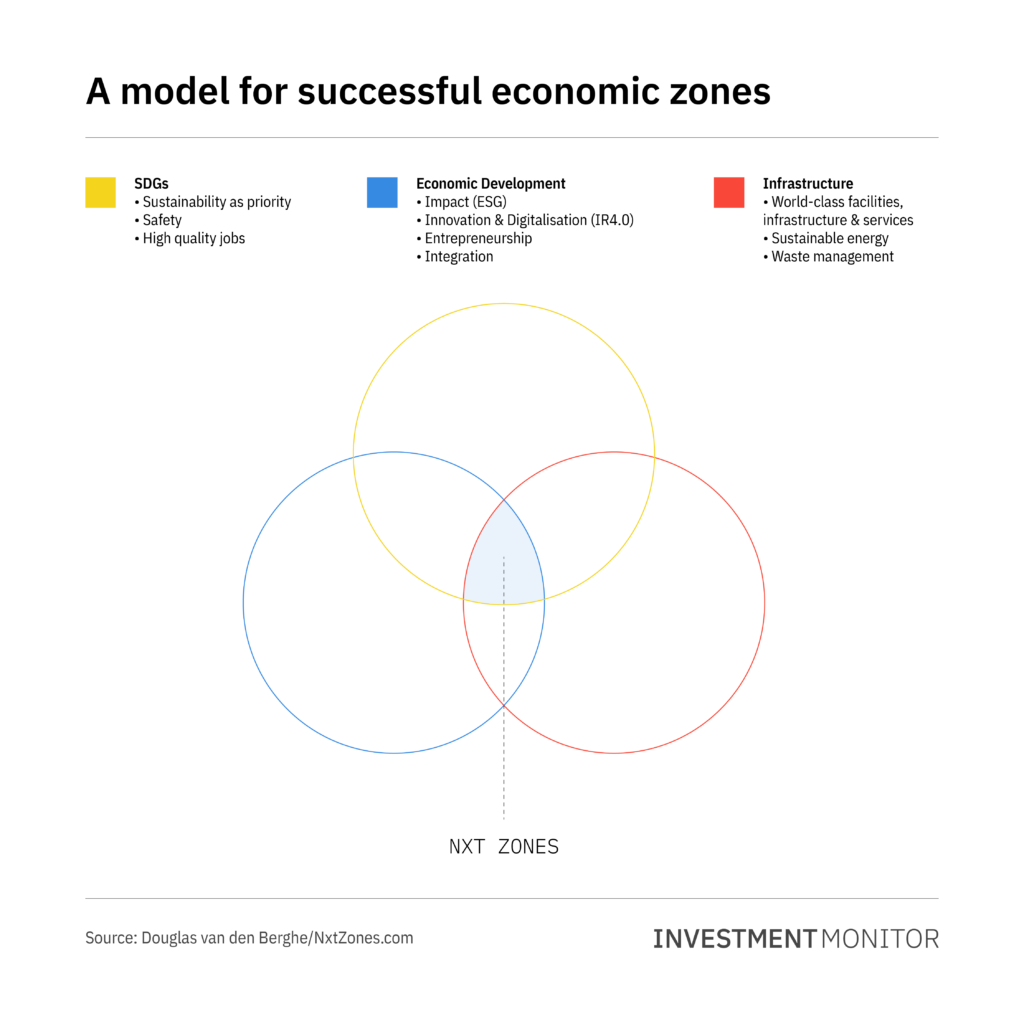 A model for successful economic zones
SDGs
• Sustainability as priority
• Safety
• High quality jobs
Economic Development
• Impact (ESG)
• Innovation & Digitalisation (IR4.0)
• Entrepreneurship
• Integration
Infrastructure
• World-class facilities,
infrastructure & services
• Sustainable energy
• Waste management
NXT ZONES
Source: Douglas van den Berghe/NxtZones.com
INVESTMENT MONITOR